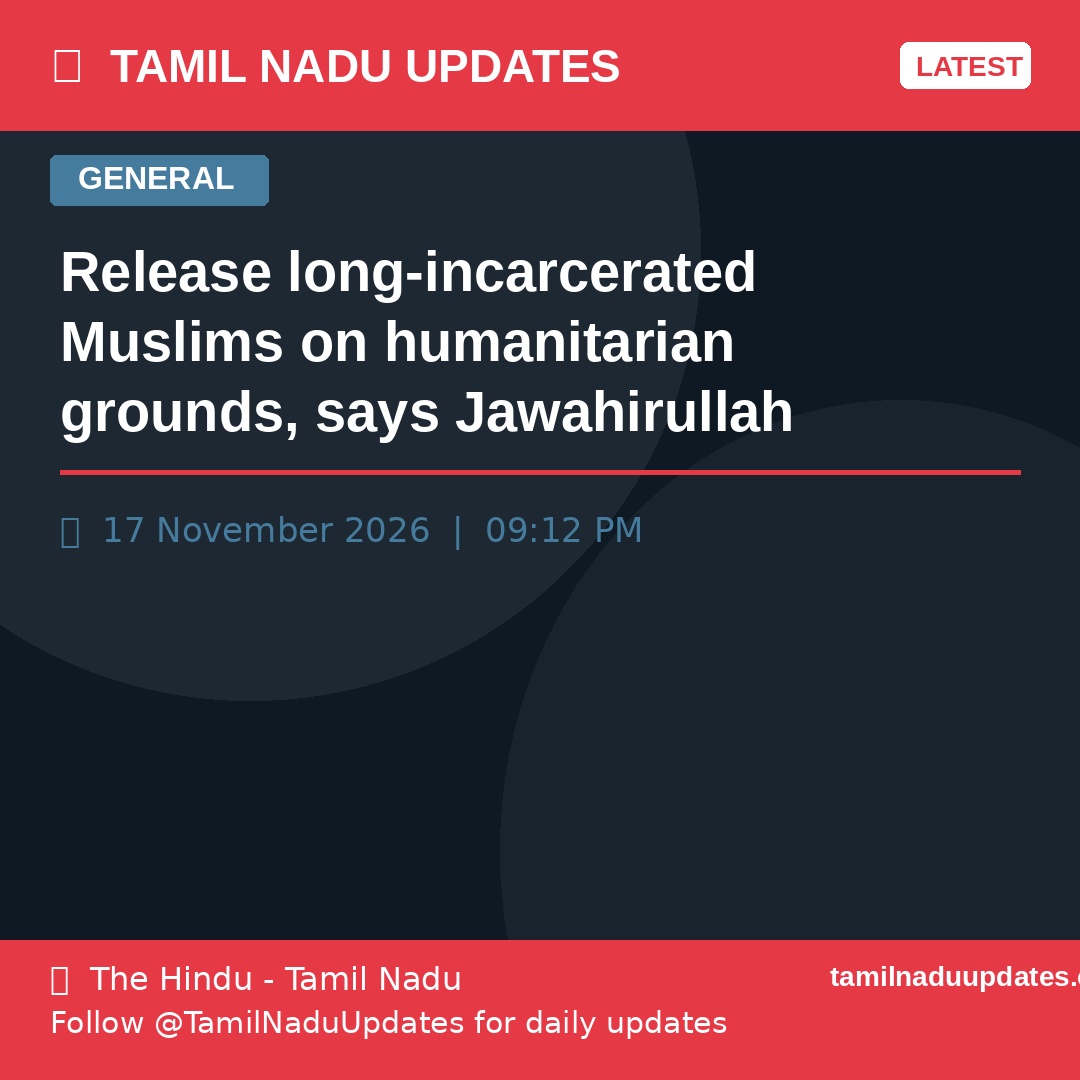 TAMIL NADU UPDATES
LATEST
GENERAL
Release long-incarcerated
Muslims on humanitarian
grounds, says Jawahirullah
17 November 2026 | 09:12 PM
The Hindu - Tamil Nadu
tamilnaduupdates.
Follow @TamilNaduUpdates for daily updates